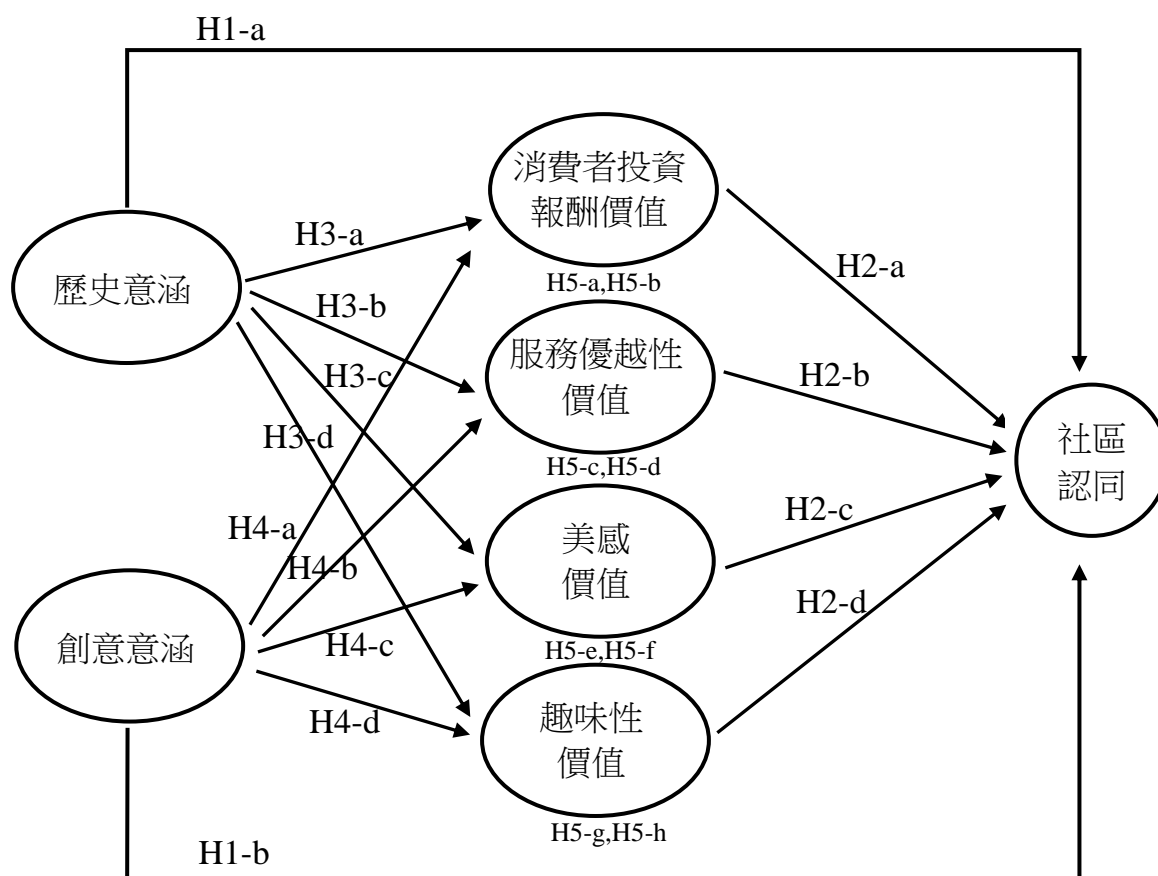 H1-a
消費者投資
報酬價值
H3-a
歷史意涵
H5-a,H5-b
H2-a
H3-b
服務優越性
價值
H3-c
H2-b
H3-d
H5-c,H5-d
社區
認同
H4-a
美感
價值
H2-c
H4-b
H2-d
創意意涵
H4-c
H5-e,H5-f
H4-d
趣味性
價值
H5-g,H5-h
H1-b